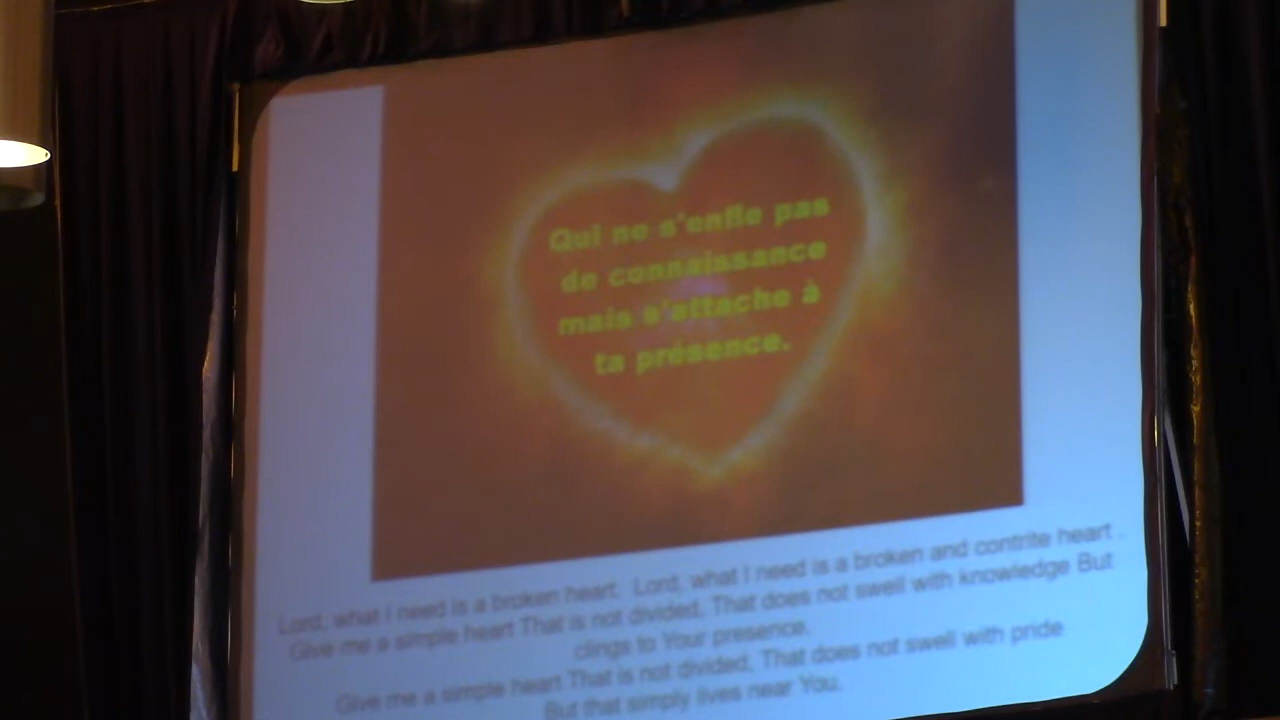 Qui ne s'enfle pas
de connaissance
mais s'attache à
ta présence.
Lord, what I need is a broken heart. Lord, what I need is a broken and contrite heart .
Give me a simple heart That is not divided, That does not swell with knowledge But
clings to Your presence.
Give me a simple heart That is not divided, That does not swell with pride
But that simply lives near You.